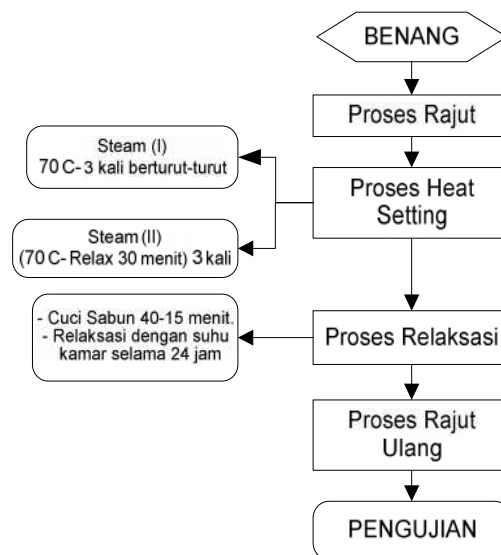 BENANG
Proses Rajut
Steam (I)
70 C- 3 kali berturut-turut
Proses Heat
Setting
Steam (II)
(70 C- Relax 30 menit) 3 kali
- Cuci Sabun 40-15 menit.
- Relaksasi dengan suhu
kamar selama 24 jam
Proses Relaksasi
Proses Rajut
Ulang
PENGUJIAN